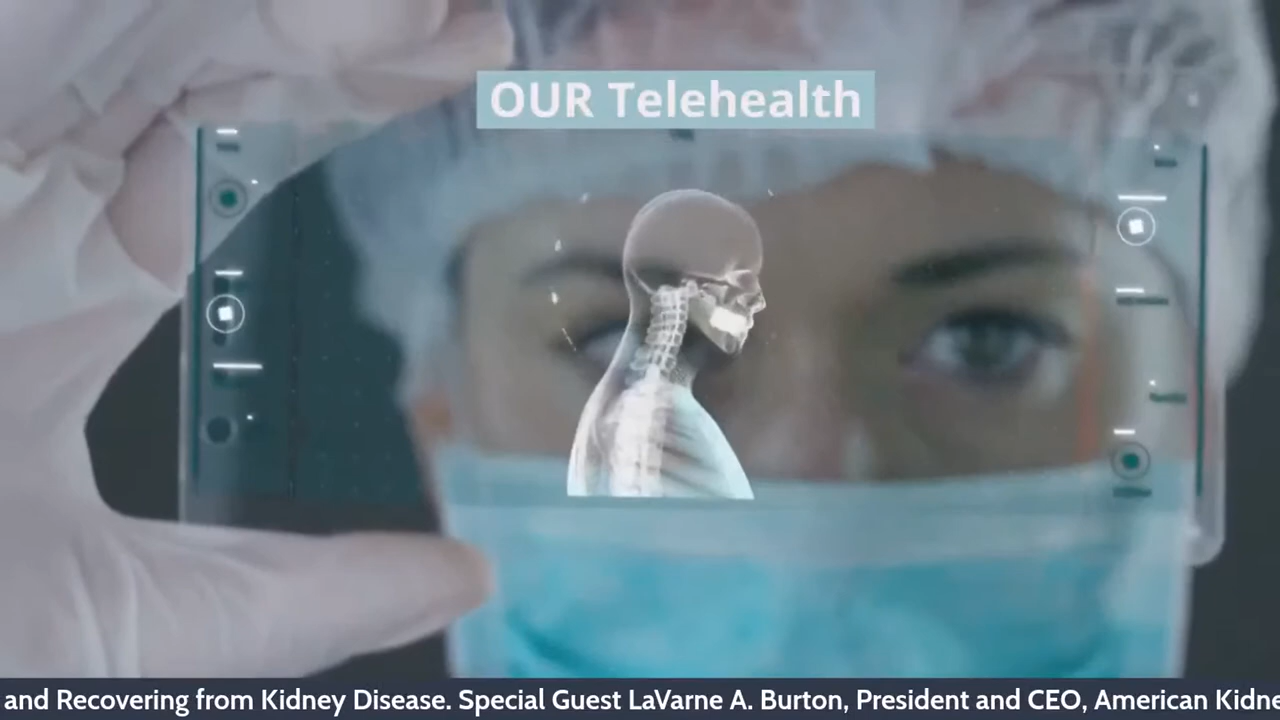 OUR Telehealth
and Recovering from Kidney Disease. Special Guest LaVarne A. Burton, President and CEO, American Kidne